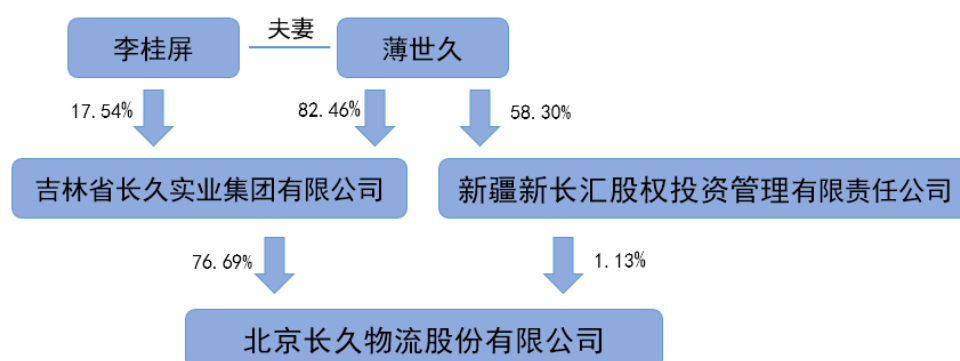 夫妻
李桂屏
薄世久
17.54%
82.46%
58.30%
吉林省长久实业集团有限公司
新疆新长汇股权投资管理有限责任公司
76.69%
1.13%
北京长久物流股份有限公司